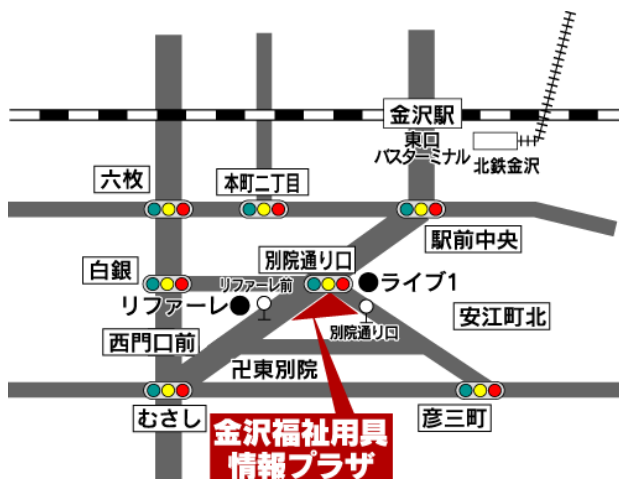 金沢駅
東口
バスターミナル
北鉄金沢
六枚
本町二丁目
駅前中央
別院通り口
白銀
リファーレ前
ライブ1
リファーレ
別院通り口
安江町北
西門口前
卍東別院
むさし
彦三町
金沢福祉用具
情報プラザ